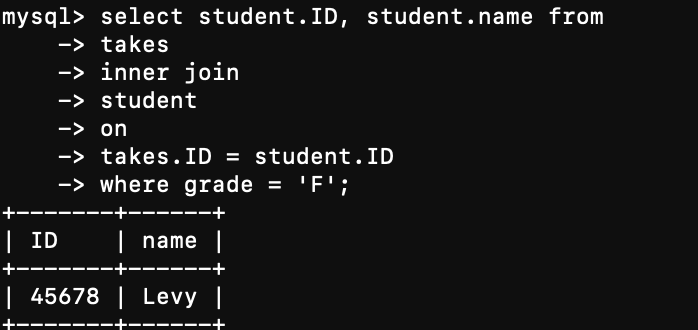 mysql> select student.ID, student.name from
    -> takes
    -> inner join
    -> student
    -> on
    -> takes.ID = student.ID
    -> where grade = 'F';
+-------+------+
| ID    | name |
+-------+------+
| 45678 | Levy |
+-------+------+